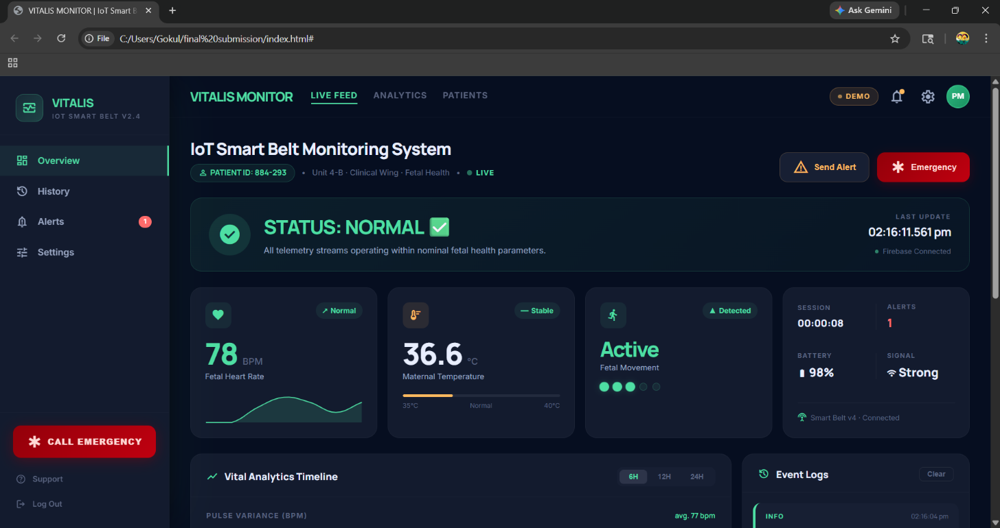 VITALIS MONITOR | IoT Smart B
Ask Gemini
File
C:/Users/Gokul/final%20submission/index.html#
VITALIS
IOT SMART BELT V2.4
Overview
History
Alerts
1
Settings
CALL EMERGENCY
Support
Log Out
VITALIS MONITOR
LIVE FEED
ANALYTICS
PATIENTS
DEMO
PM
IoT Smart Belt Monitoring System
PATIENT ID: 884-293
• Unit 4-B · Clinical Wing · Fetal Health • LIVE
Send Alert
Emergency
STATUS: NORMAL ✅
All telemetry streams operating within nominal fetal health parameters.
LAST UPDATE
02:16:11.561 pm
Firebase Connected
Normal
78 BPM
Fetal Heart Rate
Stable
36.6 °C
Maternal Temperature
35°C Normal 40°C
Detected
Active
Fetal Movement
SESSION
00:00:08
ALERTS
1
BATTERY
98%
SIGNAL
Strong
Smart Belt v4 · Connected
Vital Analytics Timeline
6H 12H 24H
PULSE VARIANCE (BPM)
avg. 77 bpm
Event Logs
Clear
INFO
02:16:04 pm